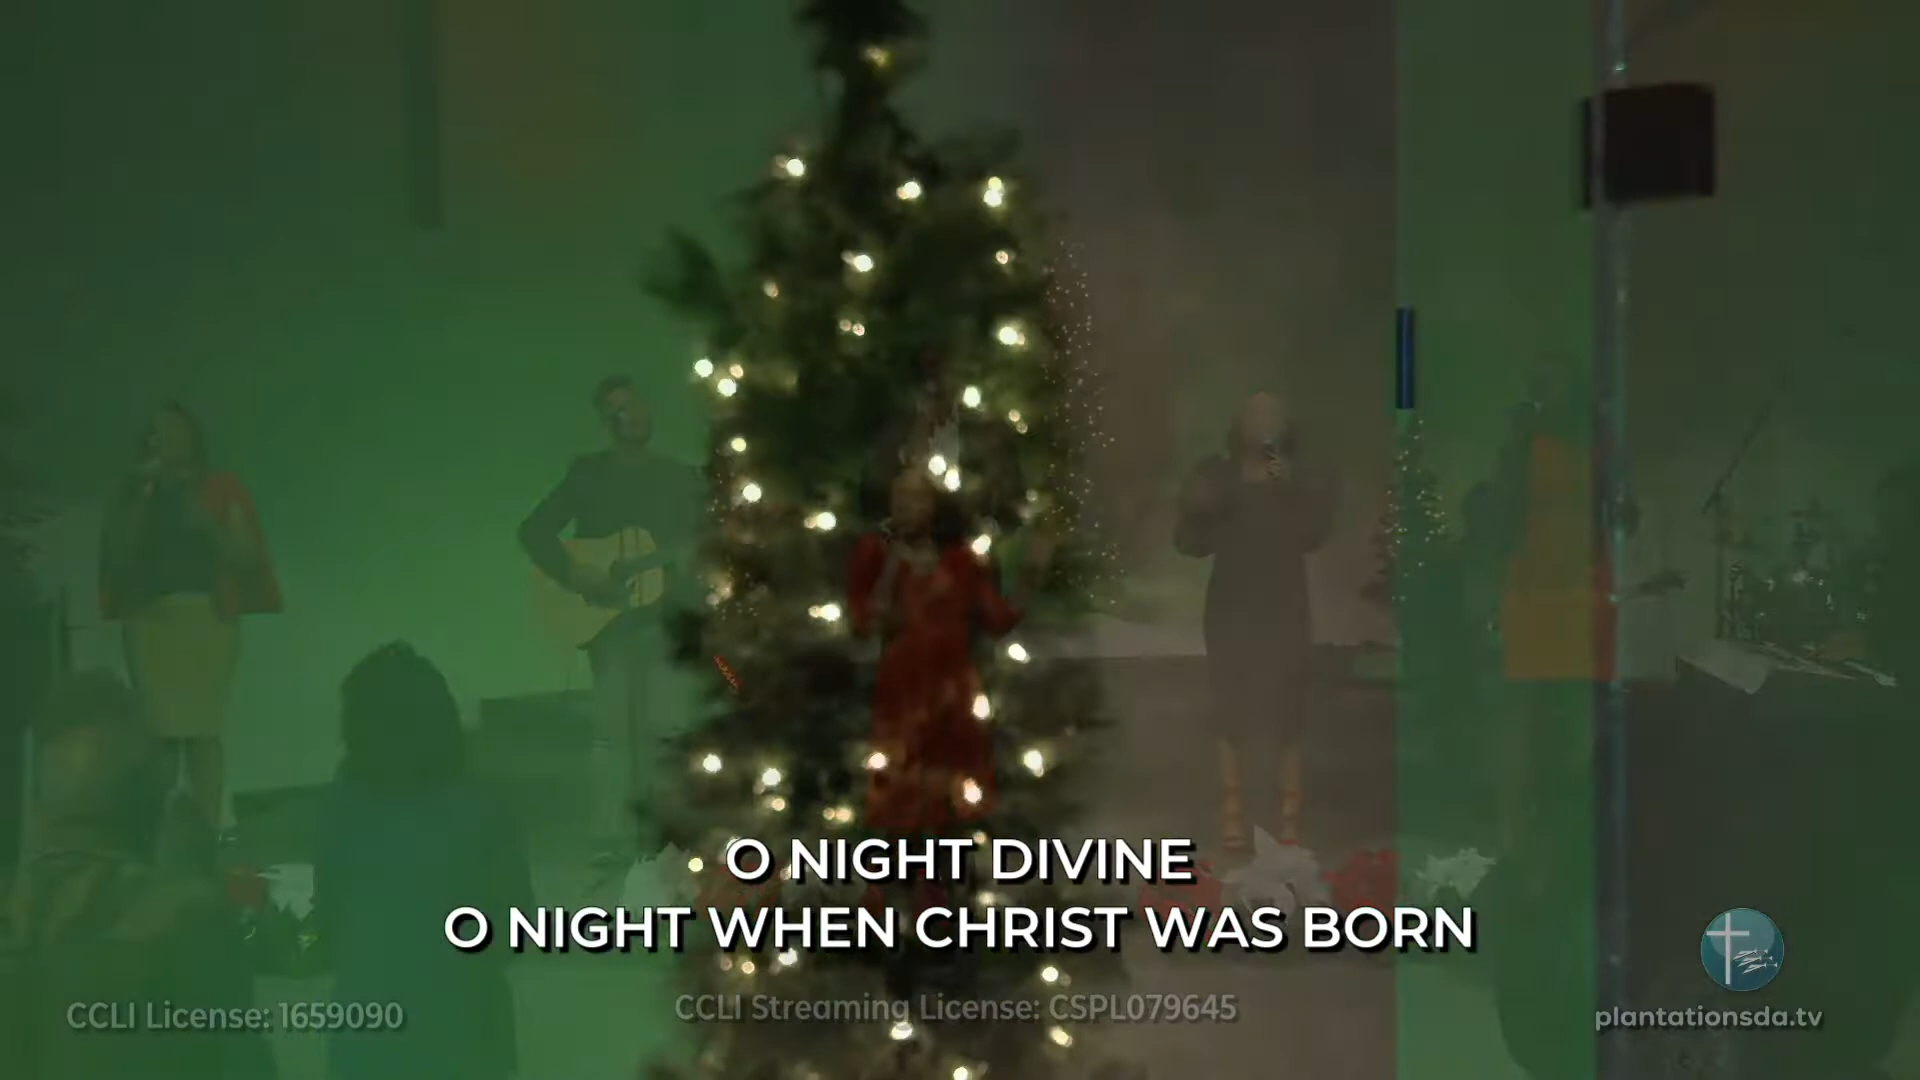 O NIGHT DIVINE
O NIGHT WHEN CHRIST WAS BORN
CCLI License: 1659090
CCLI Streaming License: CSPL079645
plantationsda.tv